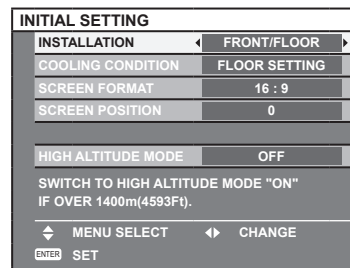 INITIAL SETTING
INSTALLATION FRONT/FLOOR
COOLING CONDITION FLOOR SETTING
SCREEN FORMAT 16 : 9
SCREEN POSITION 0
HIGH ALTITUDE MODE OFF
SWITCH TO HIGH ALTITUDE MODE "ON"
IF OVER 1400m(4593Ft).
MENU SELECT CHANGE
ENTER SET